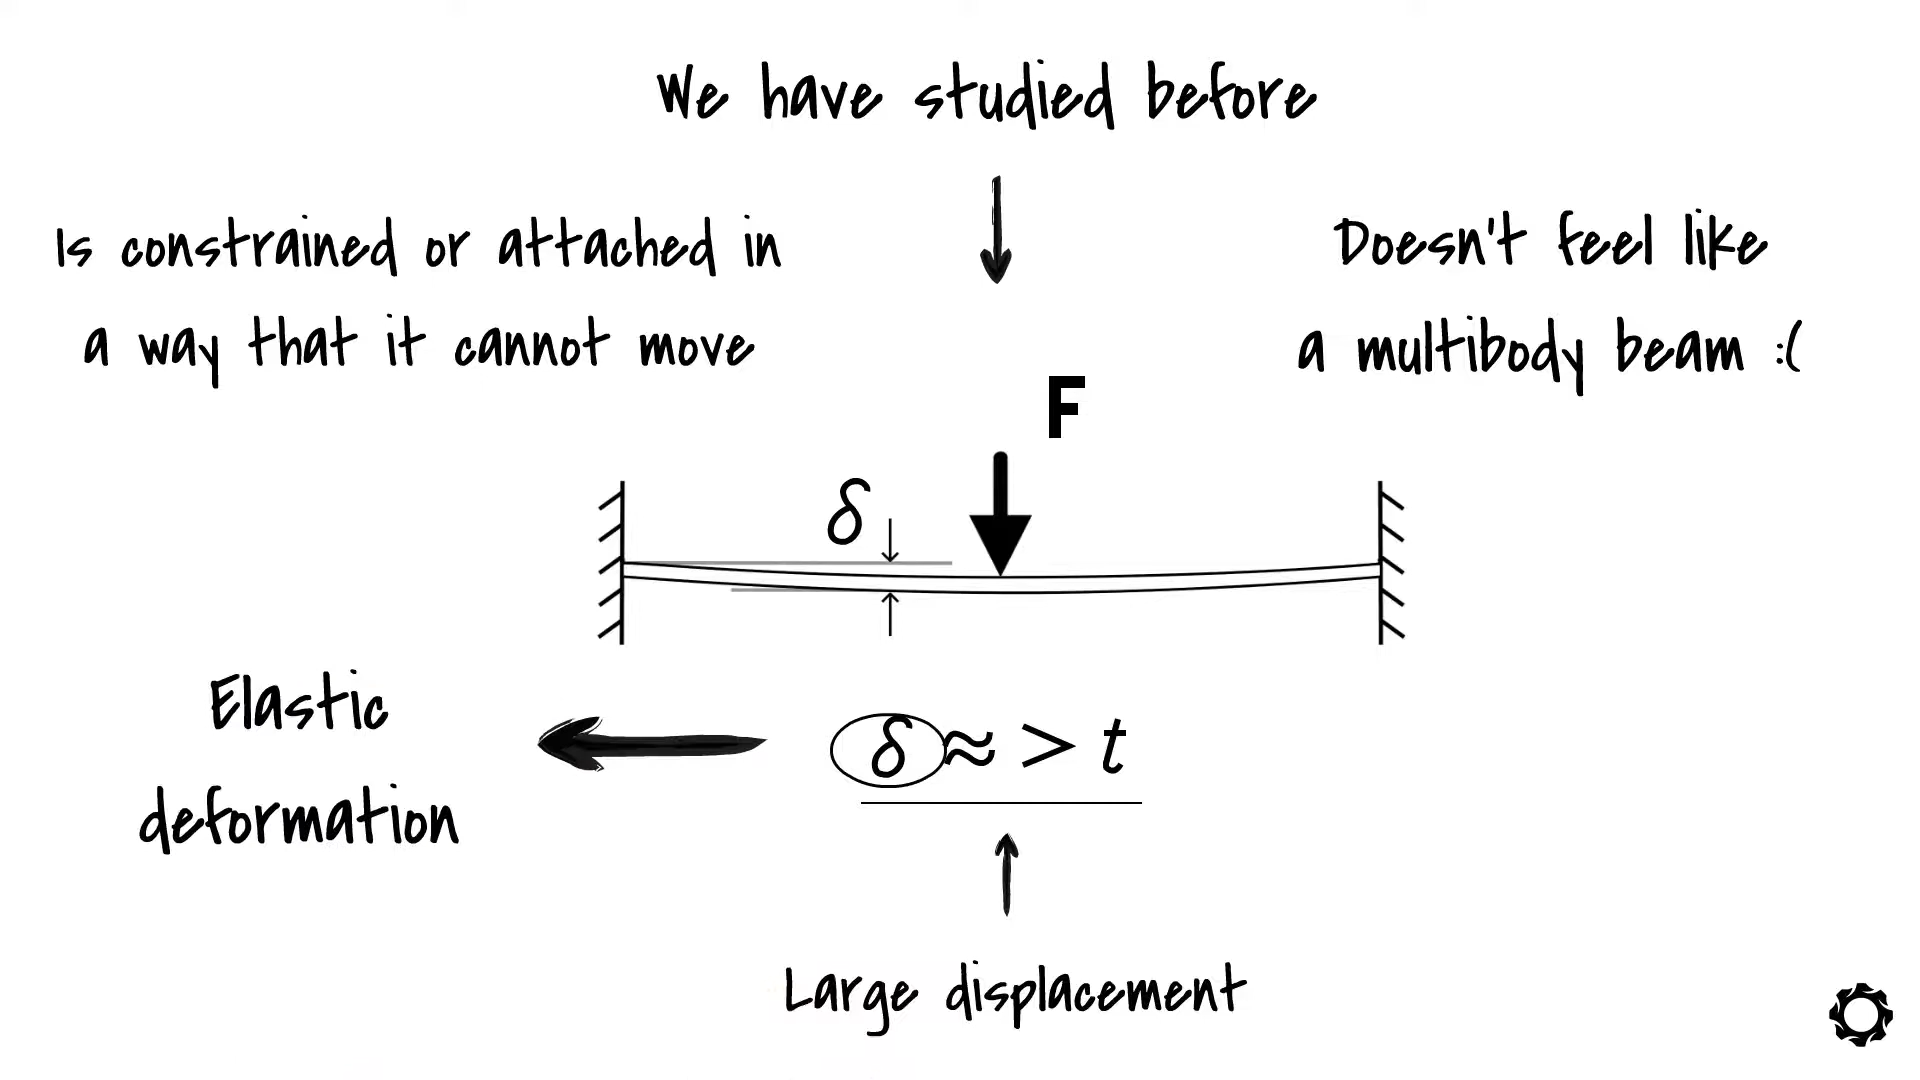 We have studied before
Is constrained or attached in
a way that it cannot move
Doesn't feel like
a multibody beam :(
F
δ
Elastic
deformation
δ ≈ > t
Large displacement